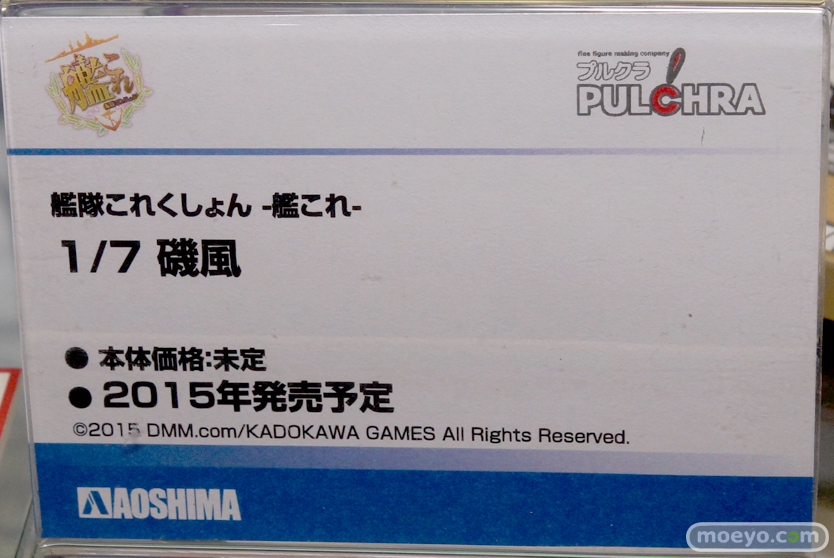 艦これ
fine figure making company
プルクラ
PULCHRA
艦隊これくしょん -艦これ-
1/7 磯風
● 本体価格:未定
● 2015年発売予定
©2015 DMM.com/KADOKAWA GAMES All Rights Reserved.
AOSHIMA
moeyo.com